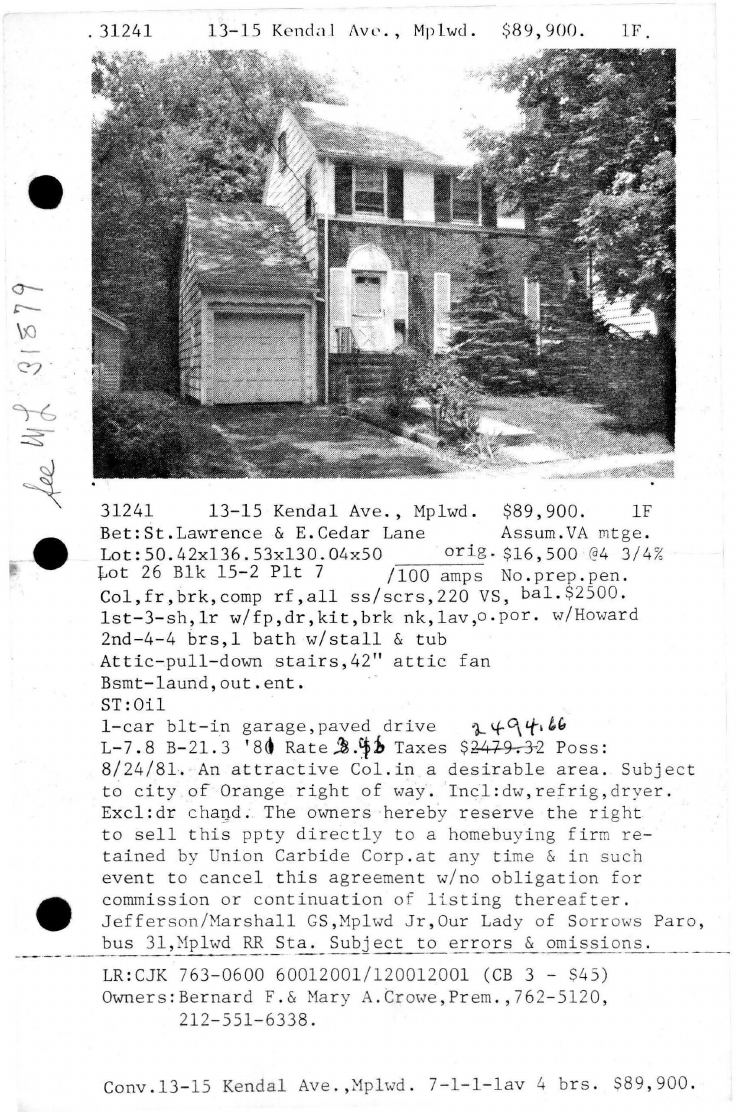 .31241 13-15 Kendal Ave., Mplwd. $89,900. 1F.
See ML 31879
31241 13-15 Kendal Ave., Mplwd. $89,900. 1F
Bet:St.Lawrence & E.Cedar Lane Assum.VA mtge.
Lot:50.42x136.53x130.04x50 orig. $16,500 @4 3/4%
Lot 26 Blk 15-2 Plt 7 /100 amps No.prep.pen.
Col,fr,brk,comp rf,all ss/scrs,220 VS, bal.$2500.
1st-3-sh,lr w/fp,dr,kit,brk nk,lav,o.por. w/Howard
2nd-4-4 brs,1 bath w/stall & tub
Attic-pull-down stairs,42" attic fan
Bsmt-laund,out.ent.
ST:Oil
1-car blt-in garage,paved drive 2494.66
L-7.8 B-21.3 '81 Rate Taxes $2479.32 Poss:
8/24/81. An attractive Col.in a desirable area. Subject
to city of Orange right of way. Incl:dw,refrig,dryer.
Excl:dr chand. The owners hereby reserve the right
to sell this ppty directly to a homebuying firm re-
tained by Union Carbide Corp.at any time & in such
event to cancel this agreement w/no obligation for
commission or continuation of listing thereafter.
Jefferson/Marshall GS,Mplwd Jr,Our Lady of Sorrows Paro,
bus 31,Mplwd RR Sta. Subject to errors & omissions.
LR:CJK 763-0600 60012001/120012001 (CB 3 - $45)
Owners:Bernard F.& Mary A.Crowe,Prem.,762-5120,
212-551-6338.
Conv.13-15 Kendal Ave.,Mplwd. 7-1-1-lav 4 brs. $89,900.